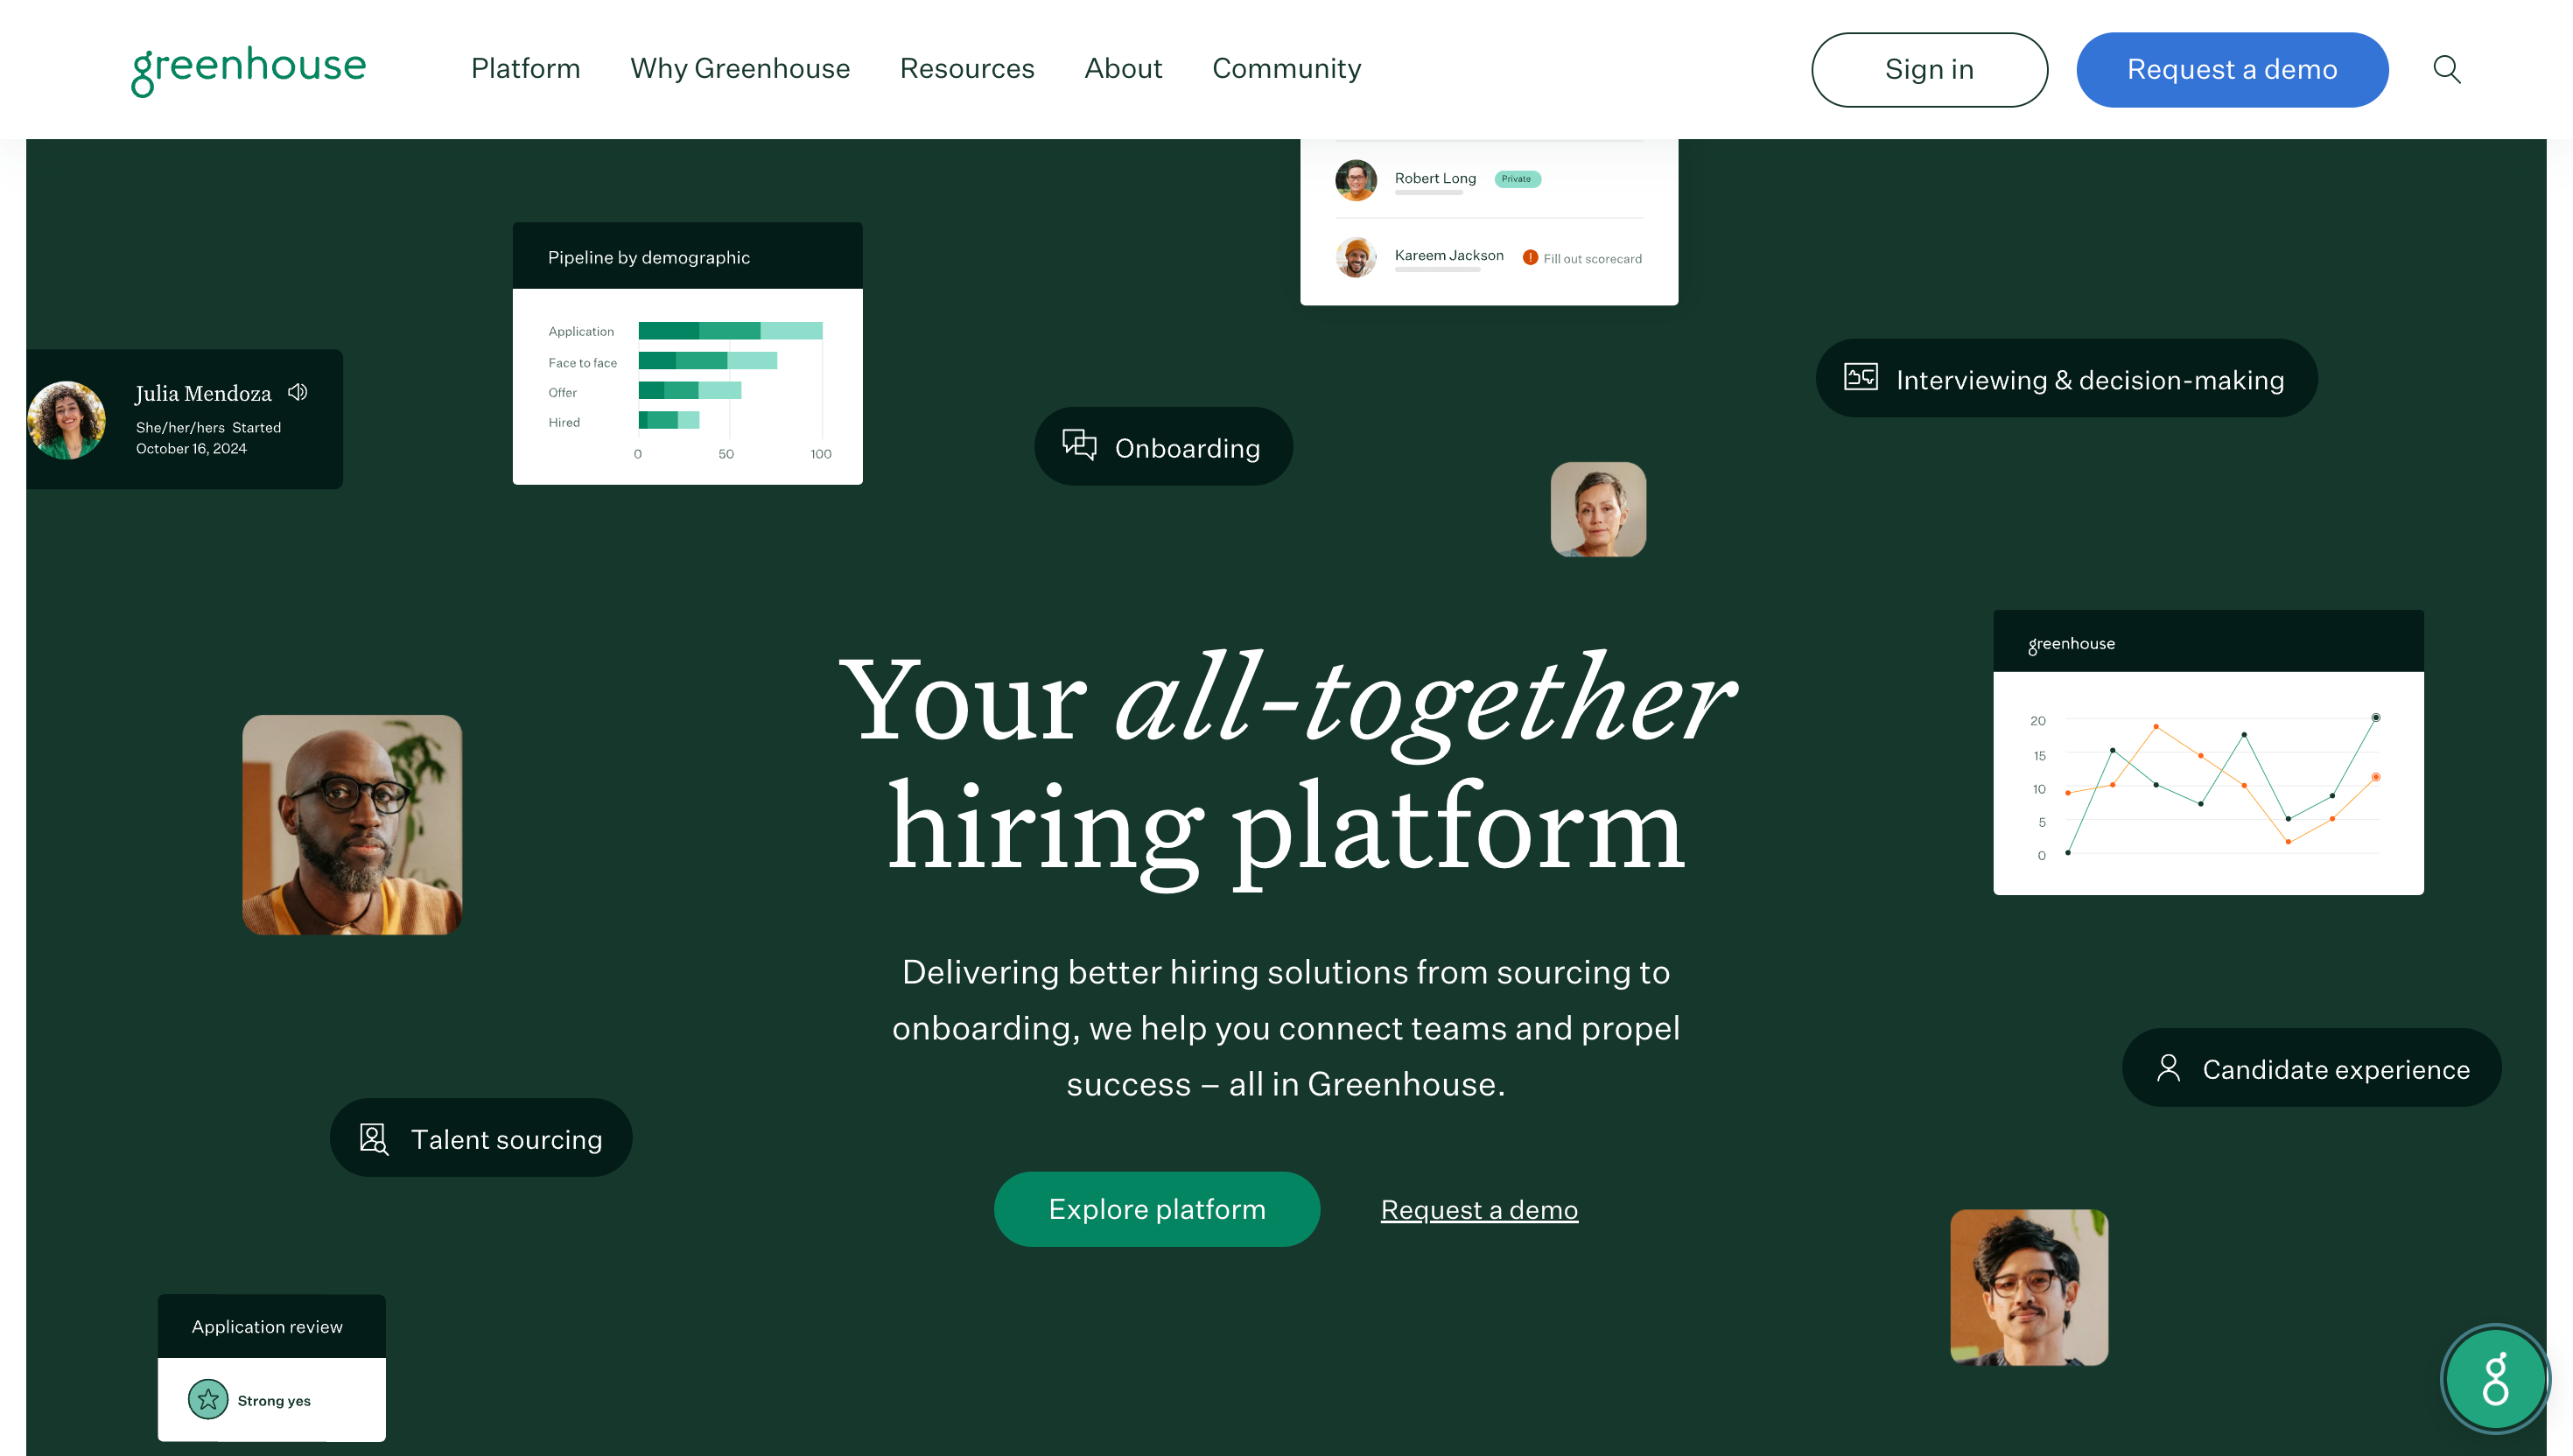 greenhouse
Platform
Why Greenhouse
Resources
About
Community
Sign in
Request a demo
Robert Long
Private
Kareem Jackson
! Fill out scorecard
Pipeline by demographic
Application
Face to face
Offer
Hired
0 50 100
Julia Mendoza
She/her/hers Started
October 16, 2024
Onboarding
Interviewing & decision-making
Your all-together
hiring platform
Delivering better hiring solutions from sourcing to
onboarding, we help you connect teams and propel
success – all in Greenhouse.
Explore platform
Request a demo
greenhouse
20
15
10
5
0
Candidate experience
Talent sourcing
Application review
Strong yes
g